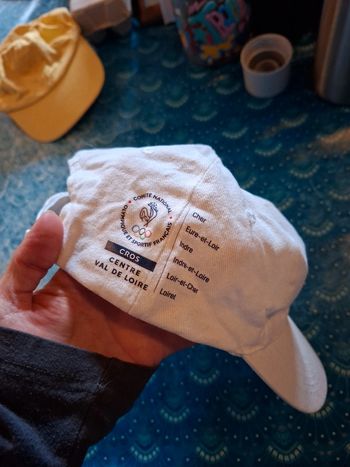 COMITÉ NATIONAL
OLYMPIQUE ET SPORTIF FRANÇAIS
CROS
CENTRE
VAL DE LOIRE
Cher
Eure-et-Loir
Indre
Indre-et-Loire
Loir-et-Cher
Loiret